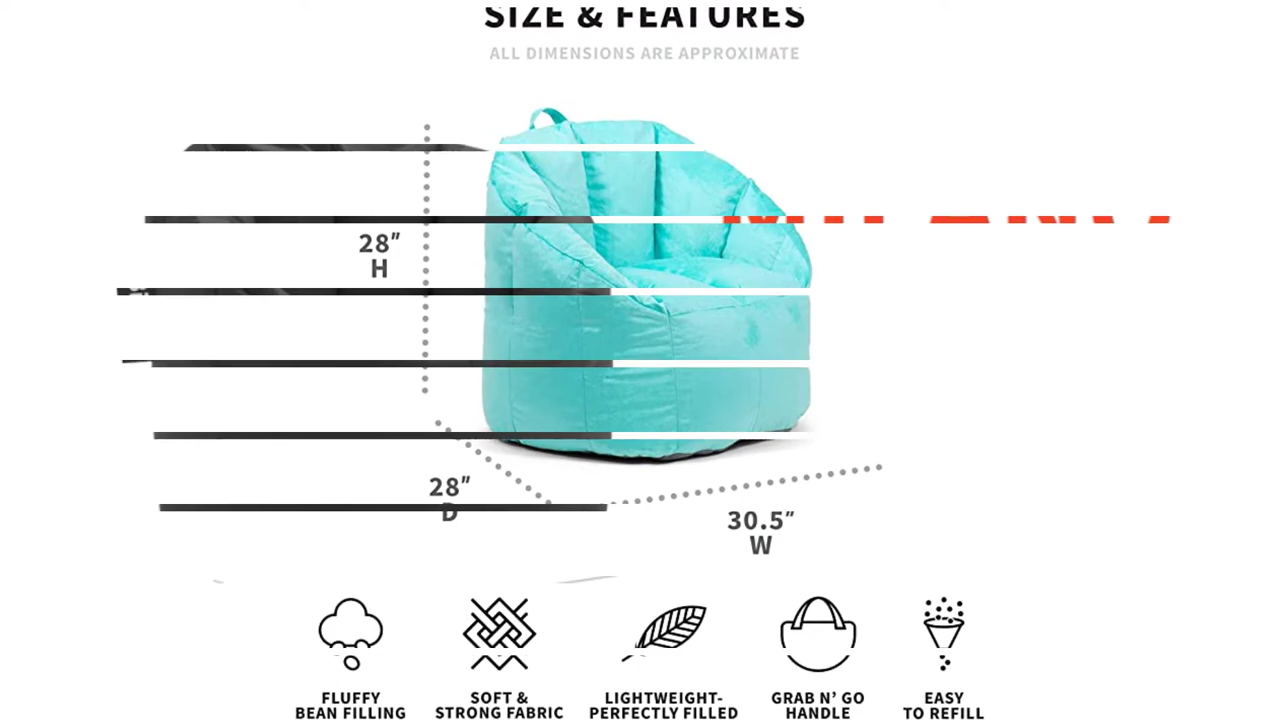 SIZE & FEATURES
ALL DIMENSIONS ARE APPROXIMATE
28"
H
28"
D
30.5"
W
FLUFFY
BEAN FILLING
SOFT &
STRONG FABRIC
LIGHTWEIGHT-
PERFECTLY FILLED
GRAB N' GO
HANDLE
EASY
TO REFILL